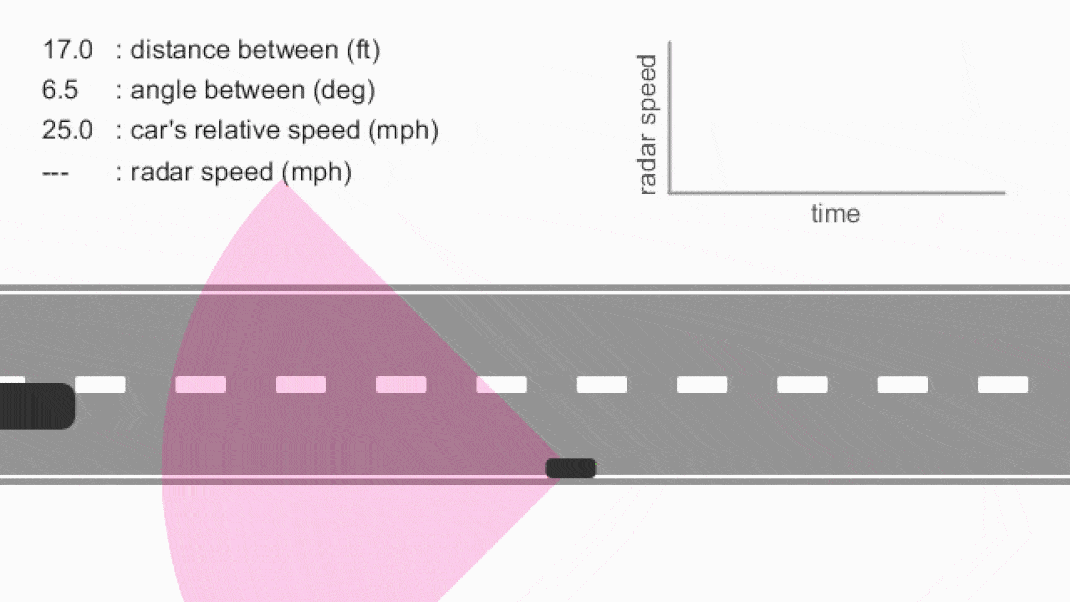 17.0 : distance between (ft)
6.5 : angle between (deg)
25.0 : car's relative speed (mph)
--- : radar speed (mph)
radar speed
time